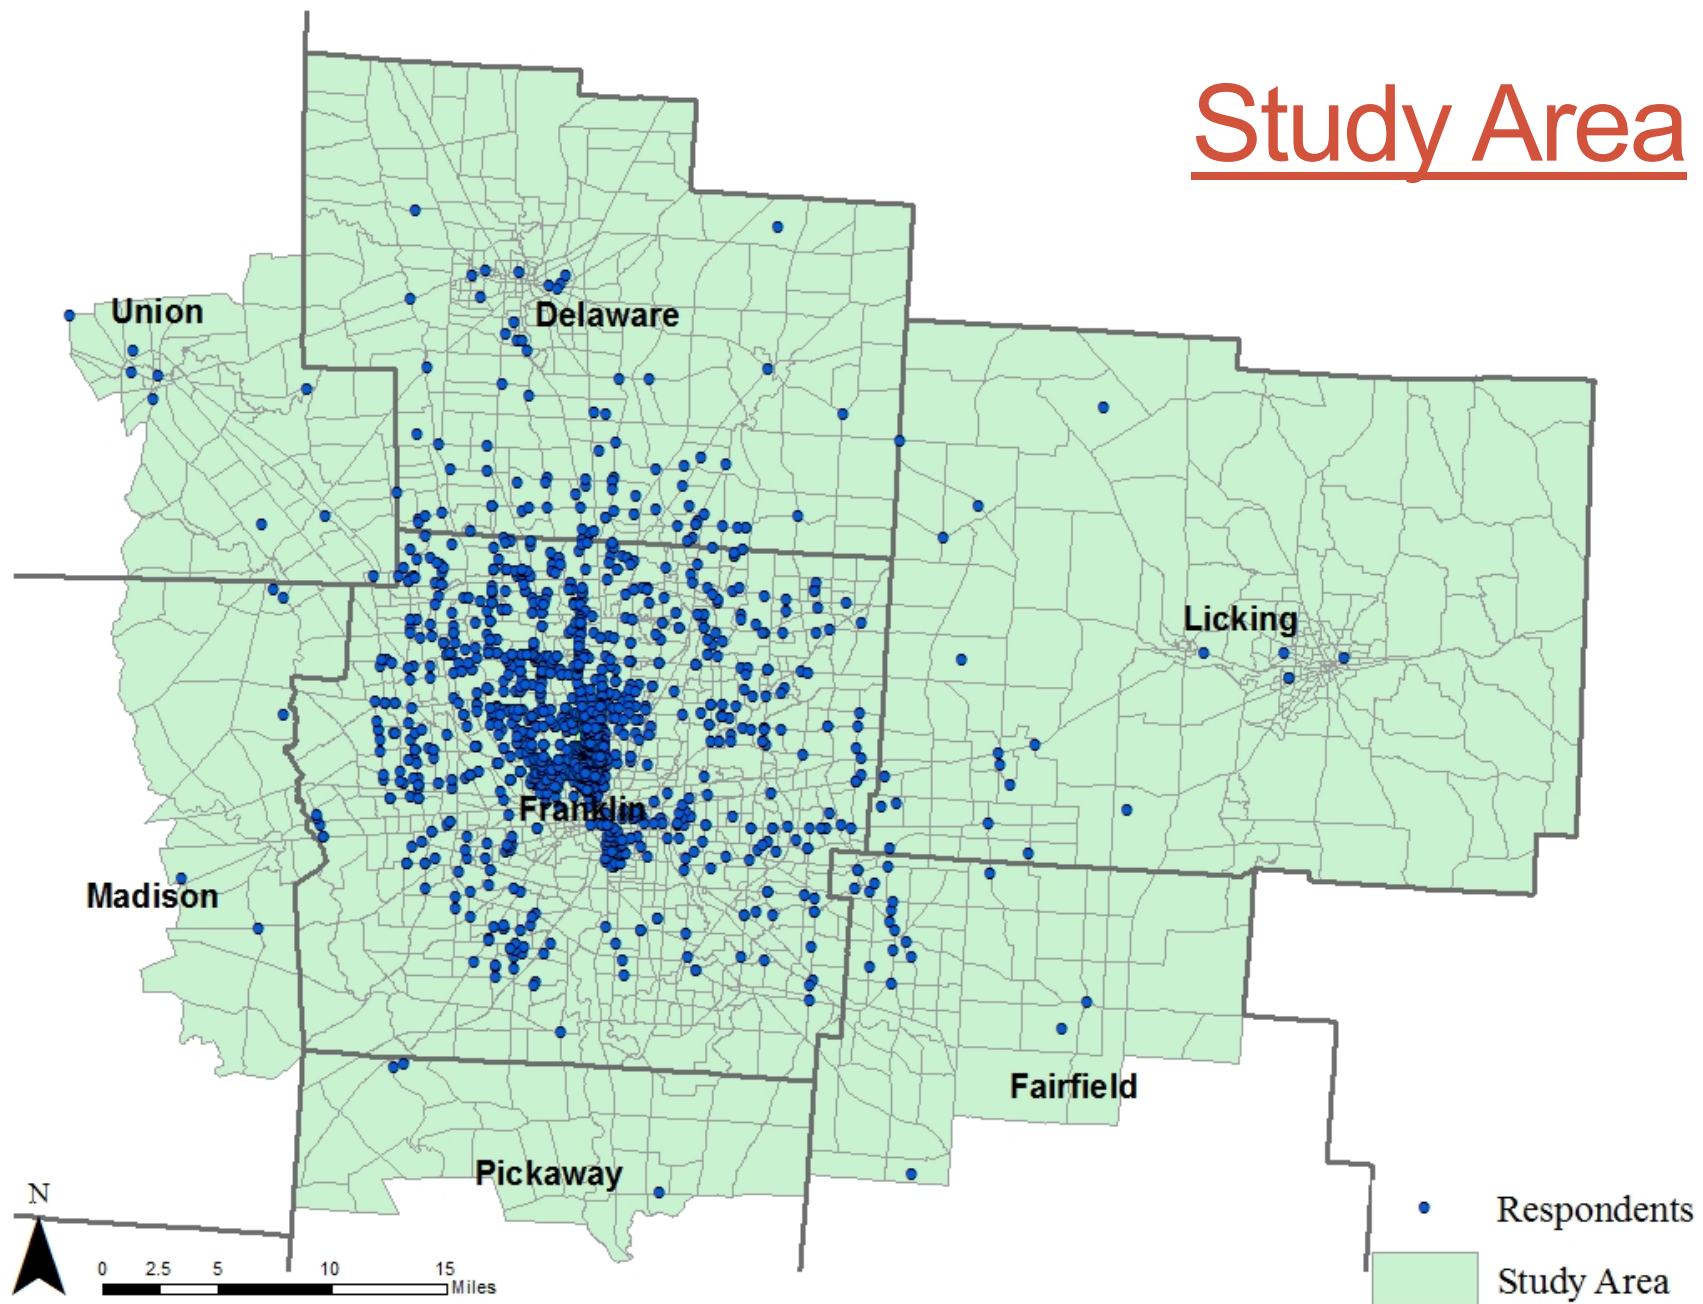 Study Area
Union
Delaware
Licking
Franklin
Madison
Fairfield
Pickaway
N
0 2.5 5 10 15
Miles
Respondents
Study Area